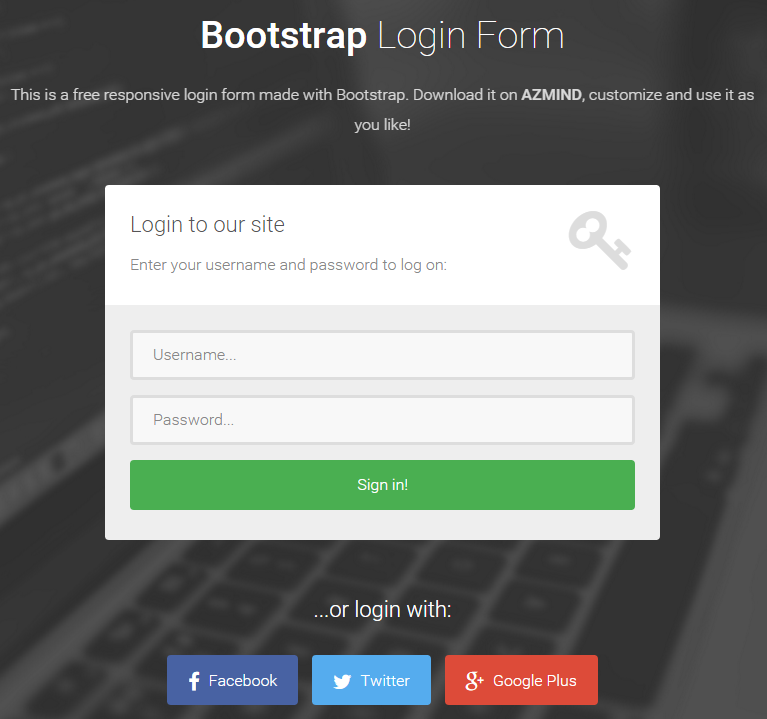 Bootstrap Login Form
This is a free responsive login form made with Bootstrap. Download it on AZMIND, customize and use it as
you like!
Login to our site
Enter your username and password to log on:
Username...
Password...
Sign in!
...or login with:
Facebook Twitter Google Plus